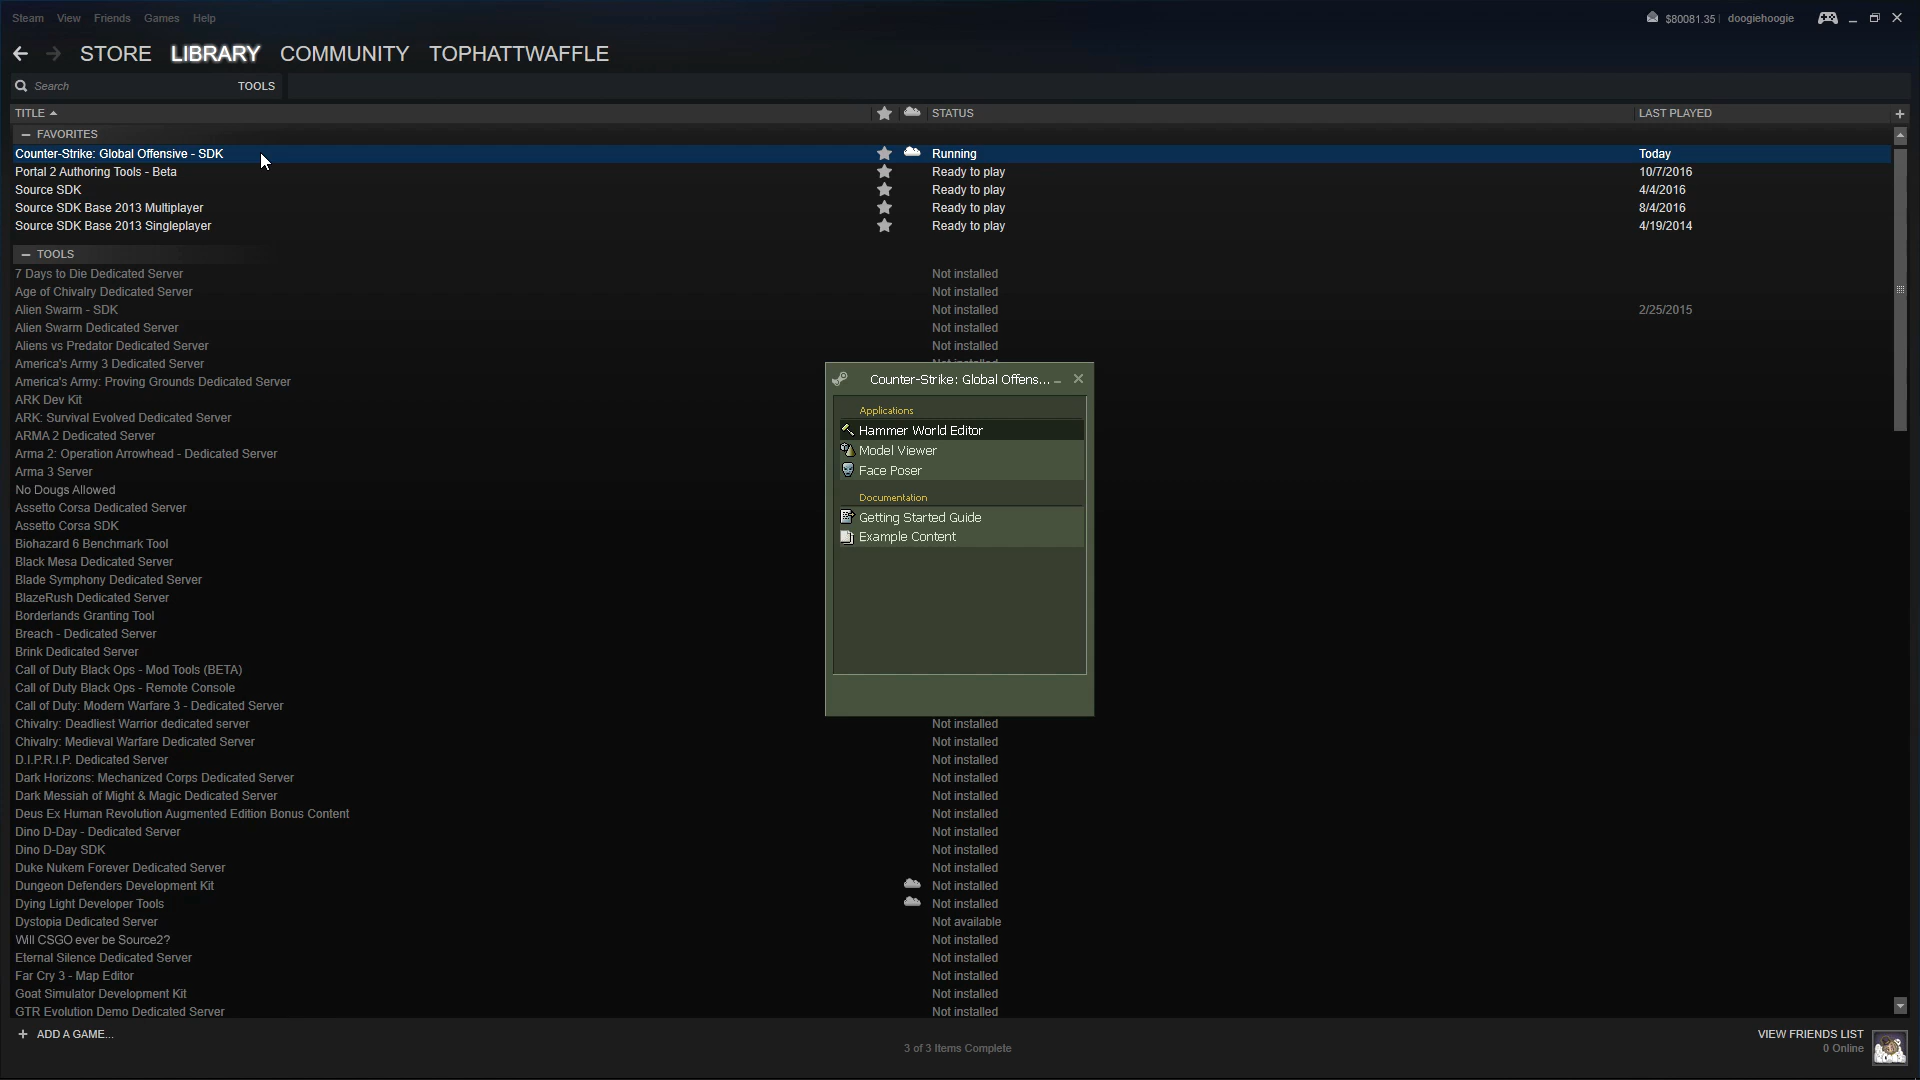 Steam View Friends Games Help
$80081.35 doogiehoogie
STORE LIBRARY COMMUNITY TOPHATTWAFFLE
Search TOOLS
TITLE STATUS LAST PLAYED
FAVORITES
Counter-Strike: Global Offensive - SDK Running Today
Portal 2 Authoring Tools - Beta Ready to play 10/7/2016
Source SDK Ready to play 4/4/2016
Source SDK Base 2013 Multiplayer Ready to play 8/4/2016
Source SDK Base 2013 Singleplayer Ready to play 4/19/2014
TOOLS
7 Days to Die Dedicated Server Not installed
Age of Chivalry Dedicated Server Not installed
Alien Swarm - SDK Not installed 2/25/2015
Alien Swarm Dedicated Server Not installed
Aliens vs Predator Dedicated Server Not installed
America's Army 3 Dedicated Server Not installed
America's Army: Proving Grounds Dedicated Server
ARK Dev Kit
ARK: Survival Evolved Dedicated Server
ARMA 2 Dedicated Server
Arma 2: Operation Arrowhead - Dedicated Server
Arma 3 Server
No Dougs Allowed
Assetto Corsa Dedicated Server
Assetto Corsa SDK
Biohazard 6 Benchmark Tool
Black Mesa Dedicated Server
Blade Symphony Dedicated Server
BlazeRush Dedicated Server
Borderlands Granting Tool
Breach - Dedicated Server
Brink Dedicated Server
Call of Duty Black Ops - Mod Tools (BETA)
Call of Duty Black Ops - Remote Console
Call of Duty: Modern Warfare 3 - Dedicated Server
Chivalry: Deadliest Warrior dedicated server Not installed
Chivalry: Medieval Warfare Dedicated Server Not installed
D.I.P.R.I.P. Dedicated Server Not installed
Dark Horizons: Mechanized Corps Dedicated Server Not installed
Dark Messiah of Might & Magic Dedicated Server Not installed
Deus Ex Human Revolution Augmented Edition Bonus Content Not installed
Dino D-Day - Dedicated Server Not installed
Dino D-Day SDK Not installed
Duke Nukem Forever Dedicated Server Not installed
Dungeon Defenders Development Kit Not installed
Dying Light Developer Tools Not installed
Dystopia Dedicated Server Not available
Will CSGO ever be Source2? Not installed
Eternal Silence Dedicated Server Not installed
Far Cry 3 - Map Editor Not installed
Goat Simulator Development Kit Not installed
GTR Evolution Demo Dedicated Server Not installed
Counter-Strike: Global Offens...
Applications
Hammer World Editor
Model Viewer
Face Poser
Documentation
Getting Started Guide
Example Content
+ ADD A GAME...
3 of 3 Items Complete
VIEW FRIENDS LIST
0 Online